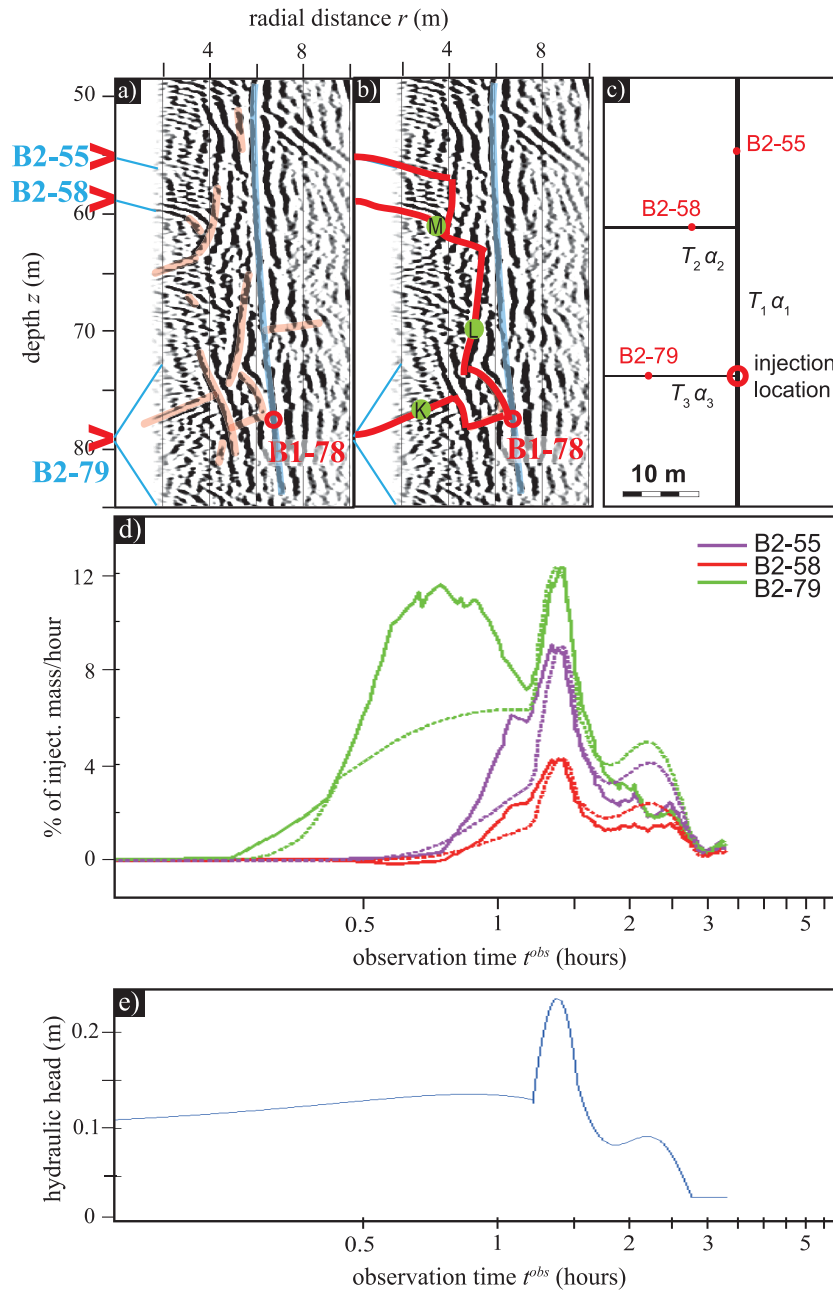 radial distance r (m)
4 8 4 8
a) b) c)
50
60
70
80
depth z (m)
B2-55
B2-58
B2-79
B1-78
M
L
K
B1-78
B2-55
B2-58
T2 α2
T1 α1
B2-79
T3 α3
injection
location
10 m
d)
B2-55
B2-58
B2-79
12
8
4
0
% of inject. mass/hour
0.5 1 2 3 5
observation time t^obs (hours)
e)
0.2
0.1
0
hydraulic head (m)
0.5 1 2 3 5
observation time t^obs (hours)